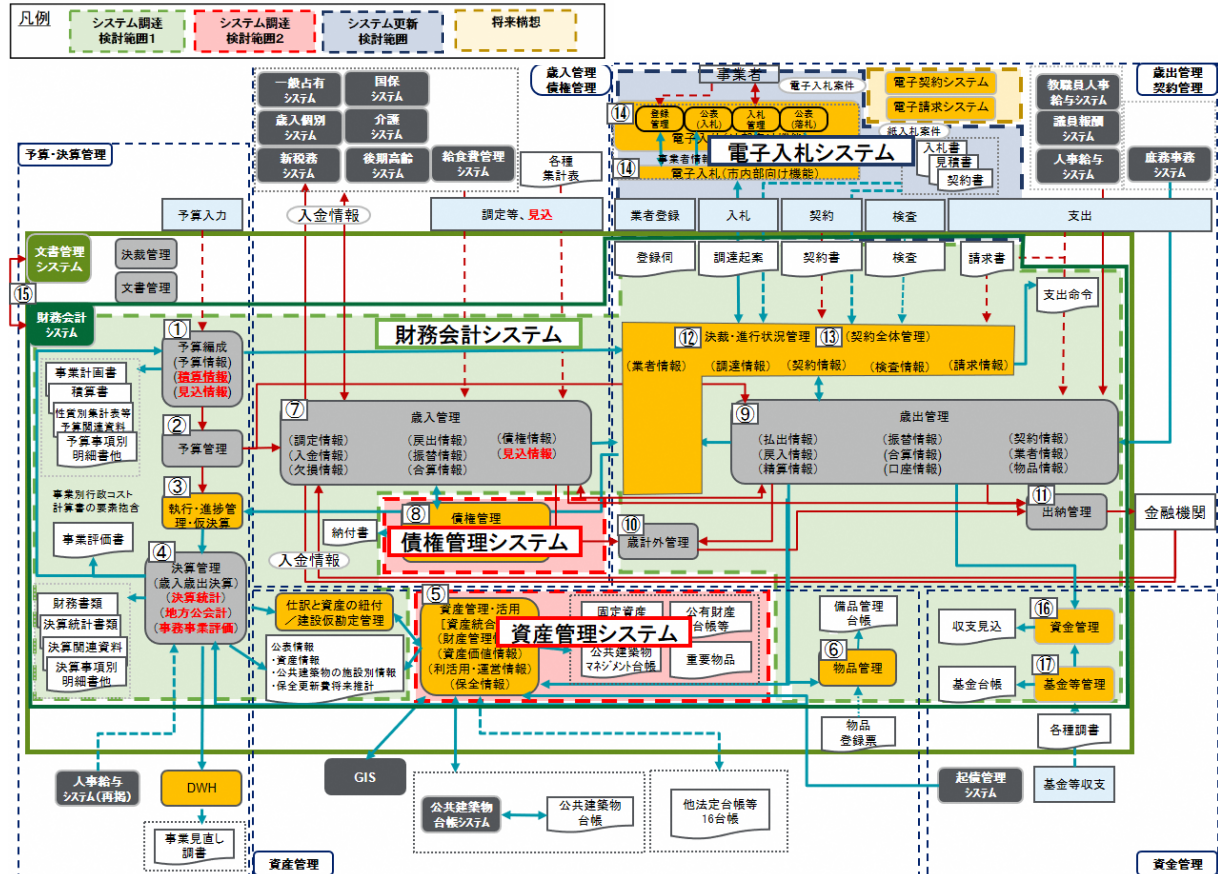 凡例
システム調達
検討範囲1
システム調達
検討範囲2
システム更新
検討範囲
将来構想
歳入管理
債権管理
歳出管理
契約管理
予算・決算管理
一般占有
システム
国保
システム
歳入個別
システム
介護
システム
新税務
システム
後期高齢
システム
給食費管理
システム
各種
集計表
事業者
電子入札案件
⑭
登録
管理
公表
(入札)
入札
管理
公表
(落札)
電子入札システム
事業者情報
⑭
電子入札(市内部向け機能)
電子契約システム
電子請求システム
紙入札案件
入札書
見積書
契約書
教職員人事
給与システム
議員報酬
システム
人事給与
システム
庶務事務
システム
予算入力
入金情報
調定等、見込
業者登録
入札
契約
検査
支出
文書管理
システム
決裁管理
文書管理
登録伺
調達起案
契約書
検査
請求書
支出命令
⑮
財務会計
システム
財務会計システム
①
予算編成
(予算情報)
(積算情報)
(見込情報)
事業計画書
積算書
性質別集計表等
予算関連資料
予算事項別
明細書他
⑫
決裁・進行状況管理
⑬
(契約全体管理)
(業者情報)
(調達情報)
(契約情報)
(検査情報)
(請求情報)
②
予算管理
⑦
歳入管理
(調定情報)
(戻出情報)
(債権情報)
(入金情報)
(振替情報)
(見込情報)
(欠損情報)
(合算情報)
⑨
歳出管理
(払出情報)
(振替情報)
(契約情報)
(戻入情報)
(合算情報)
(業者情報)
(精算情報)
(口座情報)
(物品情報)
③
執行・進捗管
理・仮決算
事業別行政コスト
計算書の要素抱合
事業評価書
⑧
債権管理
債権管理システム
納付書
⑩
歳計外管理
⑪
出納管理
金融機関
入金情報
④
決算管理
(歳入歳出決算)
(決算統計)
(地方公会計)
(事務事業評価)
財務書類
決算統計書類
決算関連資料
決算事項別
明細書他
仕訳と資産の紐付
/建設仮勘定管理
公表情報
・資産情報
・公共建築物の施設別情報
・保全更新費将来推計
⑤
資産管理・活用
[資産統合
(財産管理
(資産価値情報)
(利活用・運営情報)
(保全情報)
資産管理システム
固定資産
公有財産
台帳等
公共建築物
マネジメント台帳
重要物品
備品管理
台帳
⑥
物品管理
物品
登録票
収支見込
⑯
資金管理
基金台帳
⑰
基金等管理
各種調書
基金等収支
起債管理
システム
人事給与
システム(再掲)
DWH
事業見直し
調書
GIS
公共建築物
台帳システム
公共建築物
台帳
他法定台帳等
16台帳
資産管理
資金管理